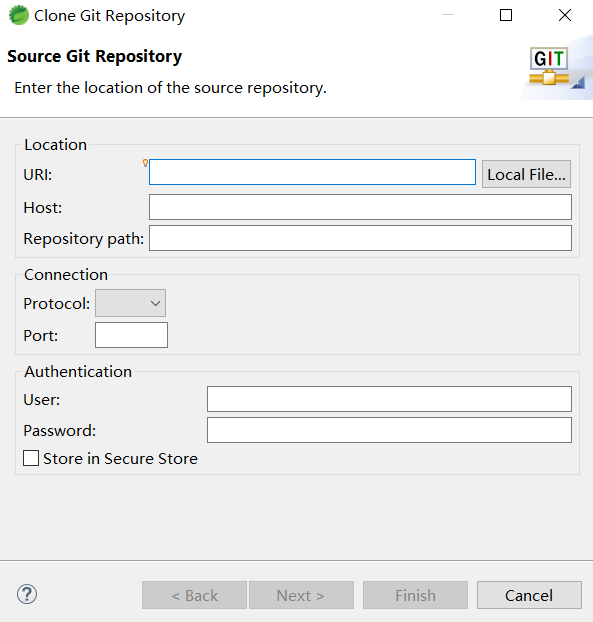 Clone Git Repository
Source Git Repository
GIT
Enter the location of the source repository.
Location
URI:
Local File...
Host:
Repository path:
Connection
Protocol:
Port:
Authentication
User:
Password:
Store in Secure Store
?
< Back
Next >
Finish
Cancel